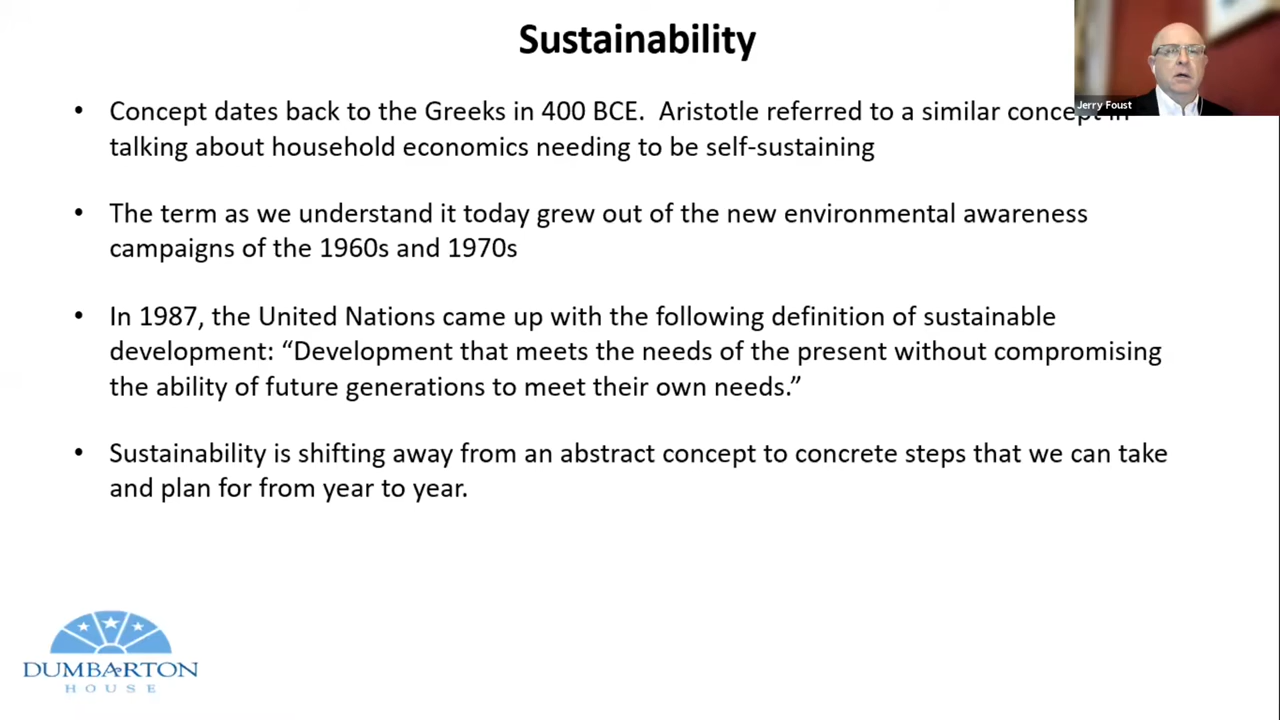 Sustainability
• Concept dates back to the Greeks in 400 BCE.  Aristotle referred to a similar concept in
talking about household economics needing to be self-sustaining
• The term as we understand it today grew out of the new environmental awareness
campaigns of the 1960s and 1970s
• In 1987, the United Nations came up with the following definition of sustainable
development: “Development that meets the needs of the present without compromising
the ability of future generations to meet their own needs.”
• Sustainability is shifting away from an abstract concept to concrete steps that we can take
and plan for from year to year.
Jerry Foust
DUMBARTON
HOUSE